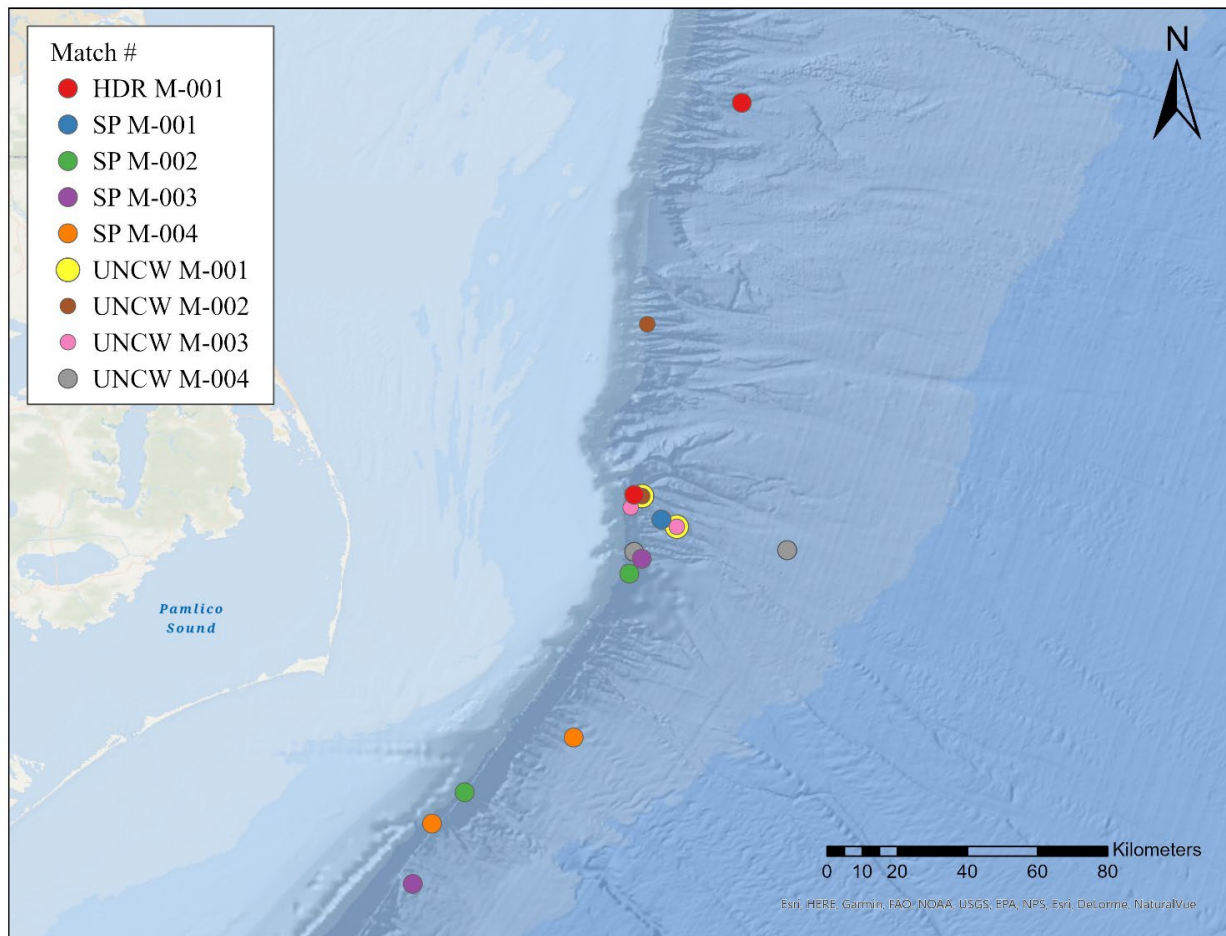 Match #
HDR M-001
SP M-001
SP M-002
SP M-003
SP M-004
UNCW M-001
UNCW M-002
UNCW M-003
UNCW M-004
N
Pamlico
Sound
Kilometers
0 10 20 40 60 80
Esri, HERE, Garmin, FAO, NOAA, USGS, EPA, NPS, Esri, DeLorme, NaturalVue